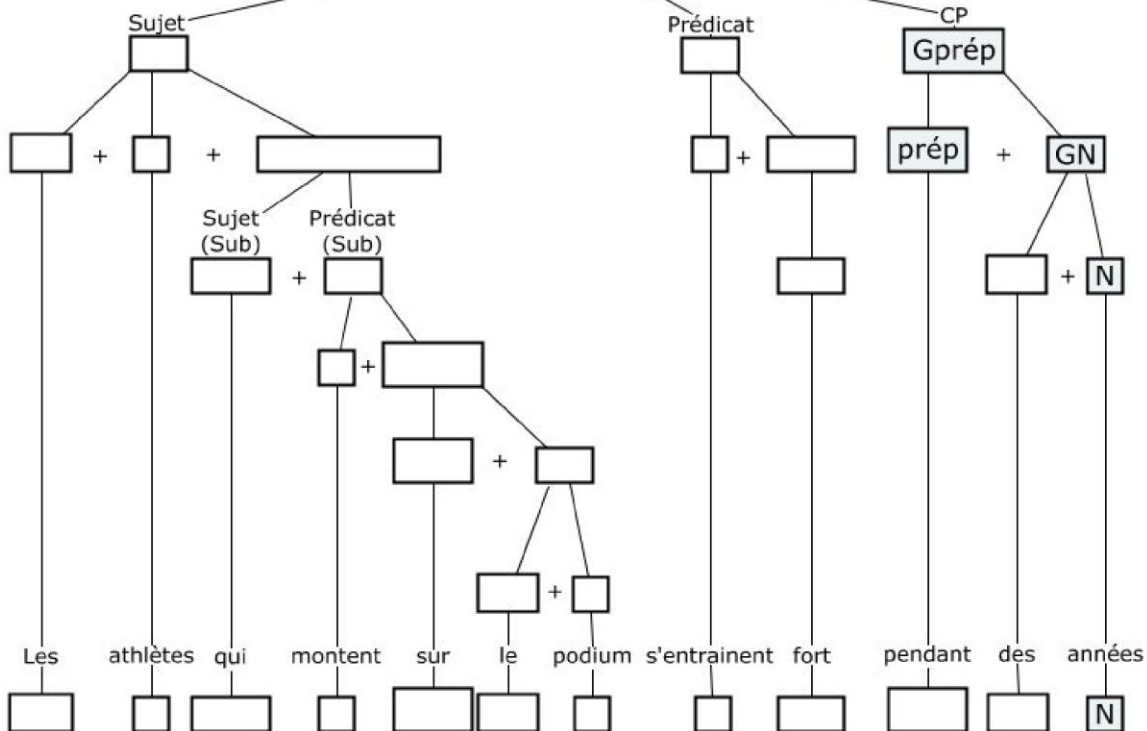 Sujet Prédicat CP
Gprép
+ + + prép + GN
Sujet Prédicat
(Sub) (Sub)
+ + N
+
+
+
Les athlètes qui montent sur le podium s'entrainent fort pendant des années
N